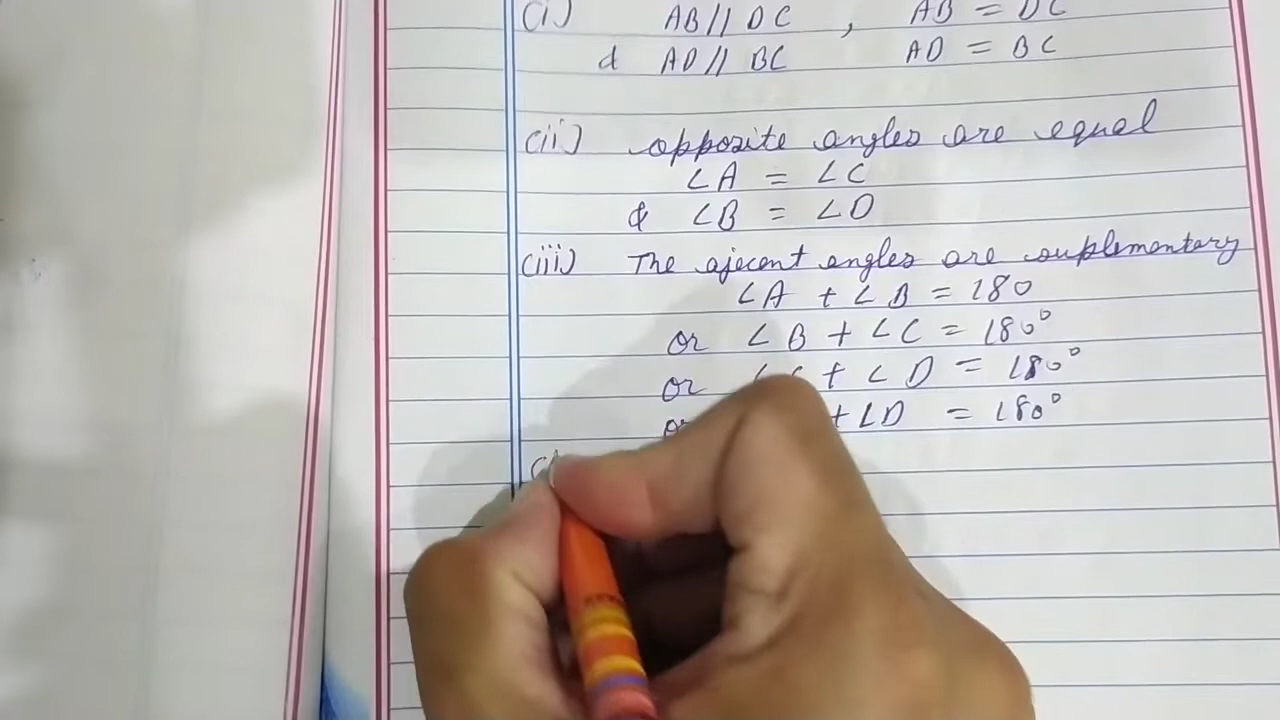 (i) AB // DC , AB = DC
d AD // BC AD = BC
(ii) opposite angles are equal
∠A = ∠C
& ∠B = ∠D
(iii) The ajecent angles are suplementary
∠A + ∠B = 180
or ∠B + ∠C = 180°
or + ∠D = 180°
+ ∠D = 180°